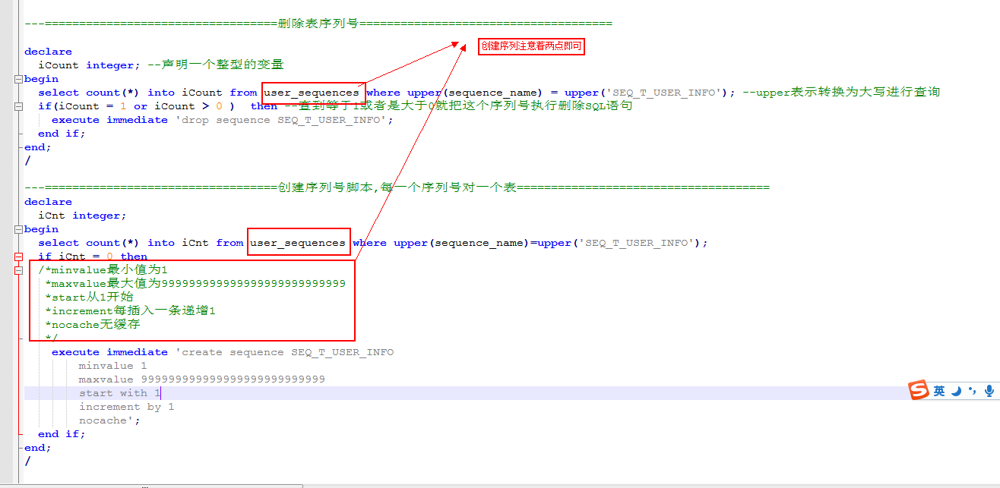 ---==================================删除表序列号=====================================
创建序列注意着两点即可
declare
iCount integer; --声明一个整型的变量
begin
select count(*) into iCount from user_sequences where upper(sequence_name) = upper('SEQ_T_USER_INFO'); --upper表示转换为大写进行查询
if(iCount = 1 or iCount > 0 ) then --查到等于1或者是大于0就把这个序列号执行删除SQL语句
execute immediate 'drop sequence SEQ_T_USER_INFO';
end if;
end;
/
---==================================创建序列号脚本,每一个序列号对一个表=====================================
declare
iCnt integer;
begin
select count(*) into iCnt from user_sequences where upper(sequence_name)=upper('SEQ_T_USER_INFO');
if iCnt = 0 then
/*minvaluer最小值为1
*maxvaluer最大值为999999999999999999999999999
*start从1开始
*increment每插入一条递增1
*nocache无缓存
*/
execute immediate 'create sequence SEQ_T_USER_INFO
minvalue 1
maxvalue 999999999999999999999999999
start with 1
increment by 1
nocache';
end if;
end;
/
S英